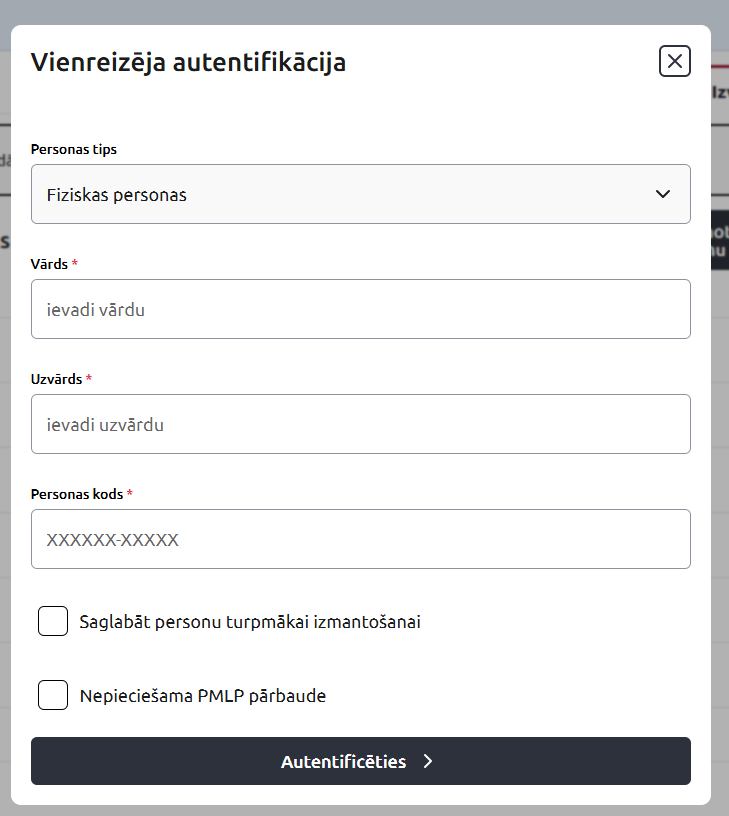 Vienreizēja autentifikācija
Personas tips
Fiziskas personas
Vārds *
ievadi vārdu
Uzvārds *
ievadi uzvārdu
Personas kods *
XXXXXX-XXXXX
Saglabāt personu turpmākai izmantošanai
Nepieciešama PMLP pārbaude
Autentificēties